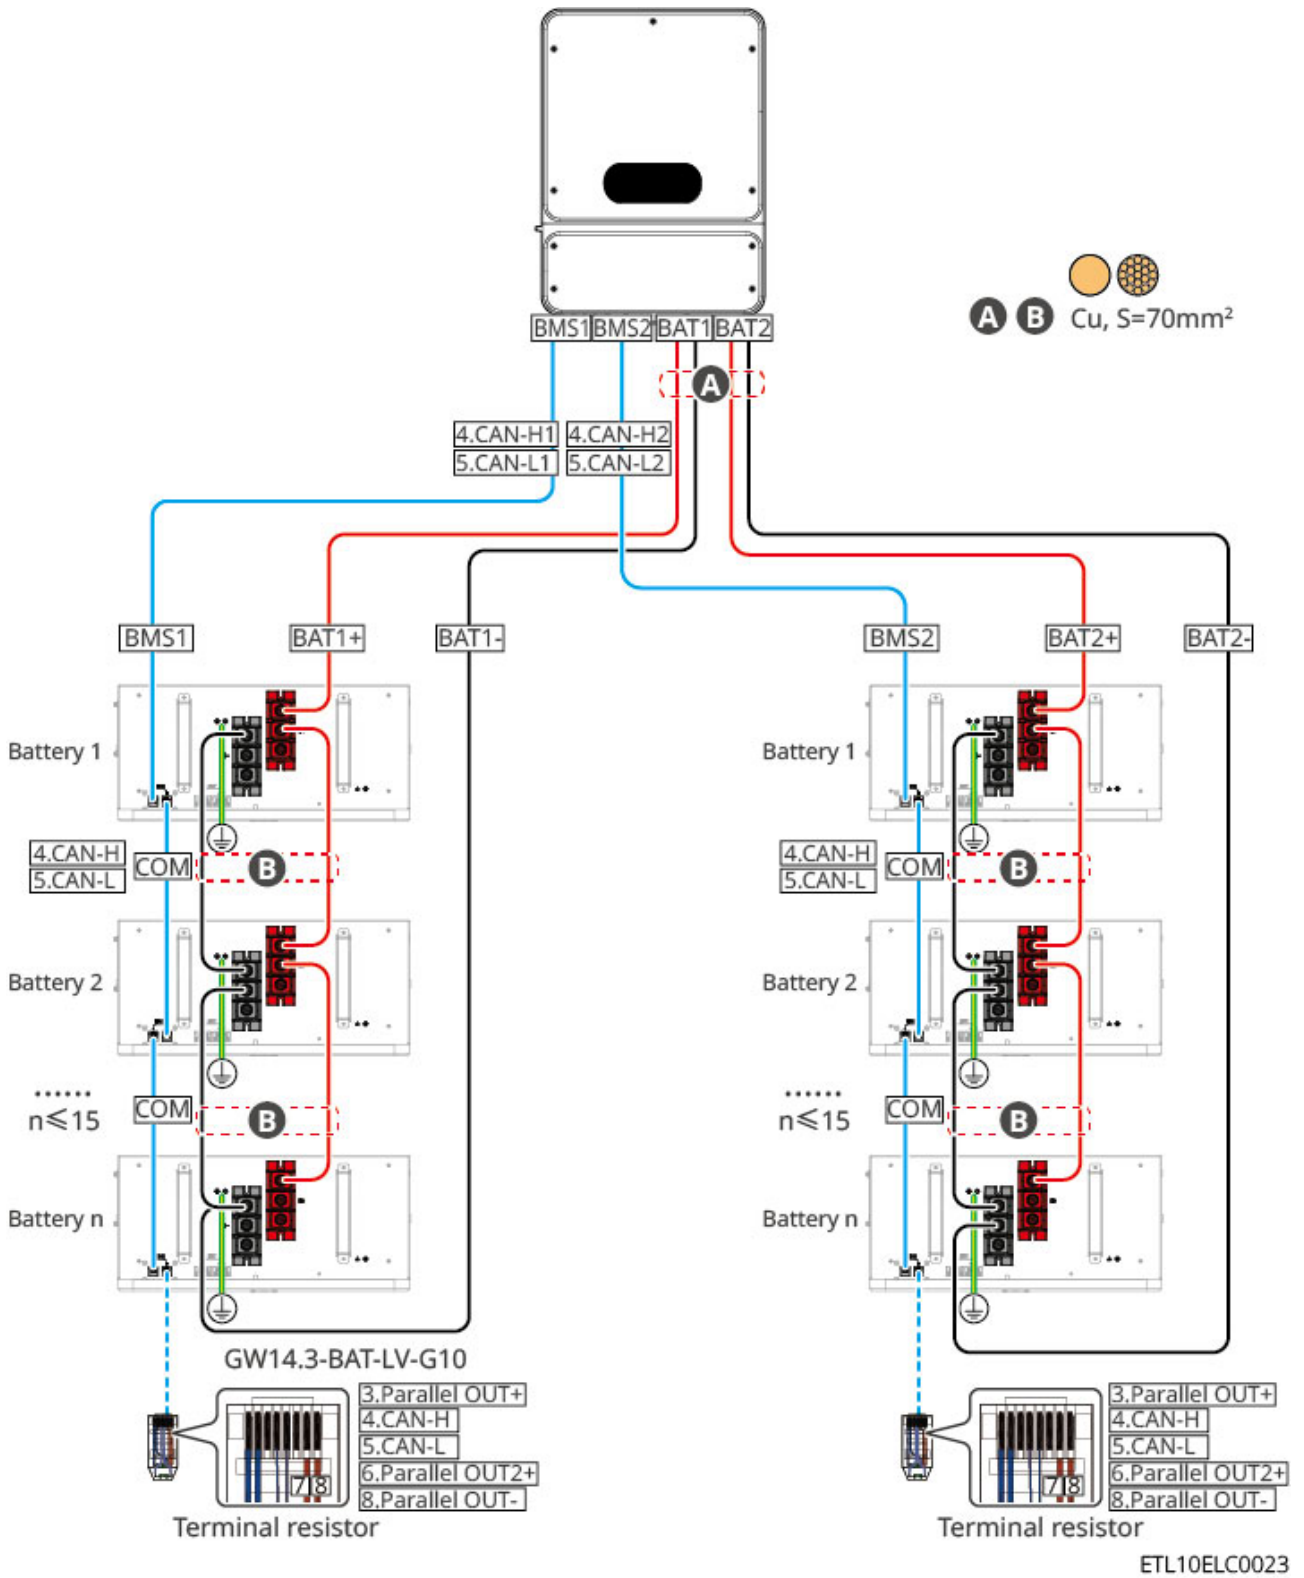 BMS1 BMS2 BAT1 BAT2
A B Cu, S=70mm²
A
4.CAN-H1 4.CAN-H2
5.CAN-L1 5.CAN-L2
BMS1 BAT1+ BAT1- BMS2 BAT2+ BAT2-
Battery 1 Battery 1
4.CAN-H COM B 4.CAN-H COM B
5.CAN-L 5.CAN-L
Battery 2 Battery 2
...... ......
n⩽15 COM B n⩽15 COM B
Battery n Battery n
GW14.3-BAT-LV-G10
3.Parallel OUT+ 3.Parallel OUT+
4.CAN-H 4.CAN-H
5.CAN-L 5.CAN-L
6.Parallel OUT2+ 6.Parallel OUT2+
7 8 8.Parallel OUT- 7 8 8.Parallel OUT-
Terminal resistor Terminal resistor
ETL10ELC0023